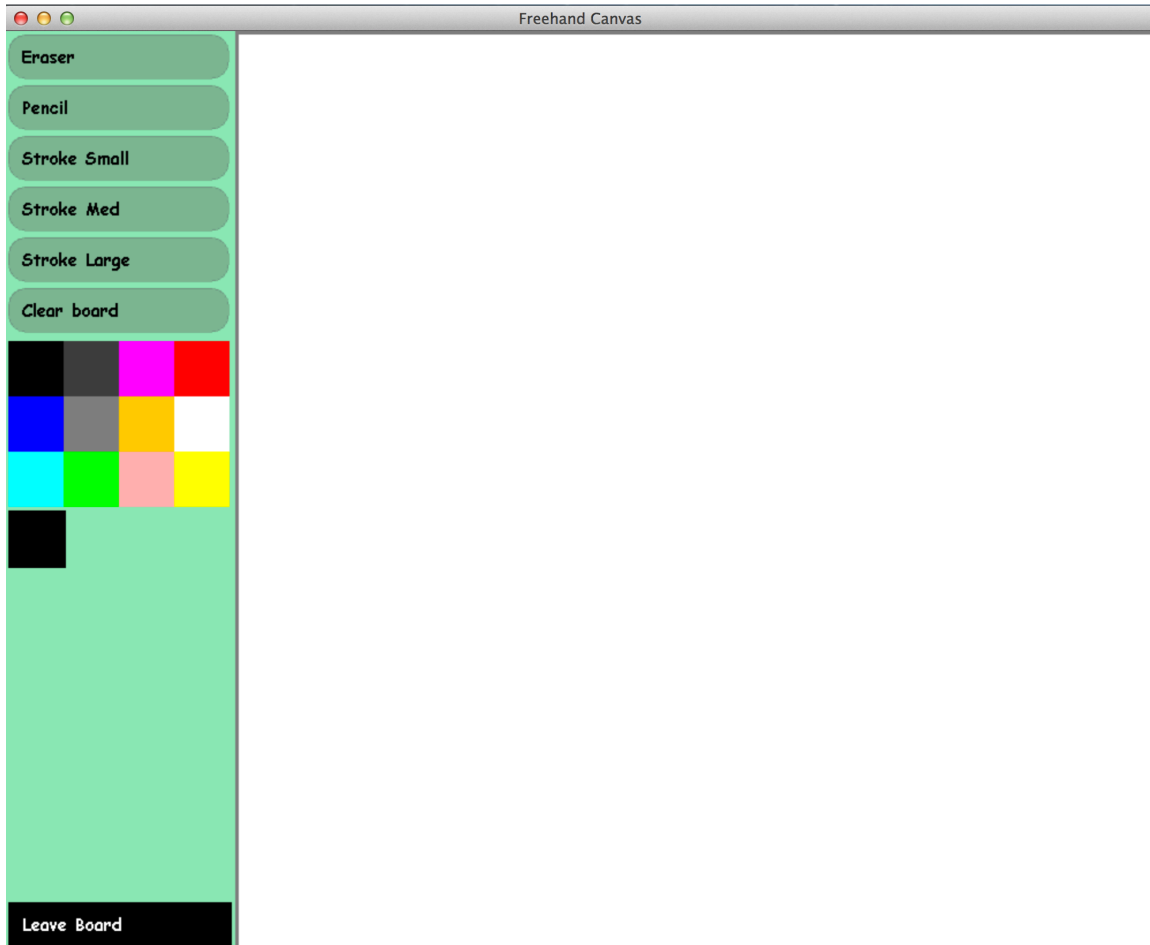 Freehand Canvas
Eraser
Pencil
Stroke Small
Stroke Med
Stroke Large
Clear board
Leave Board